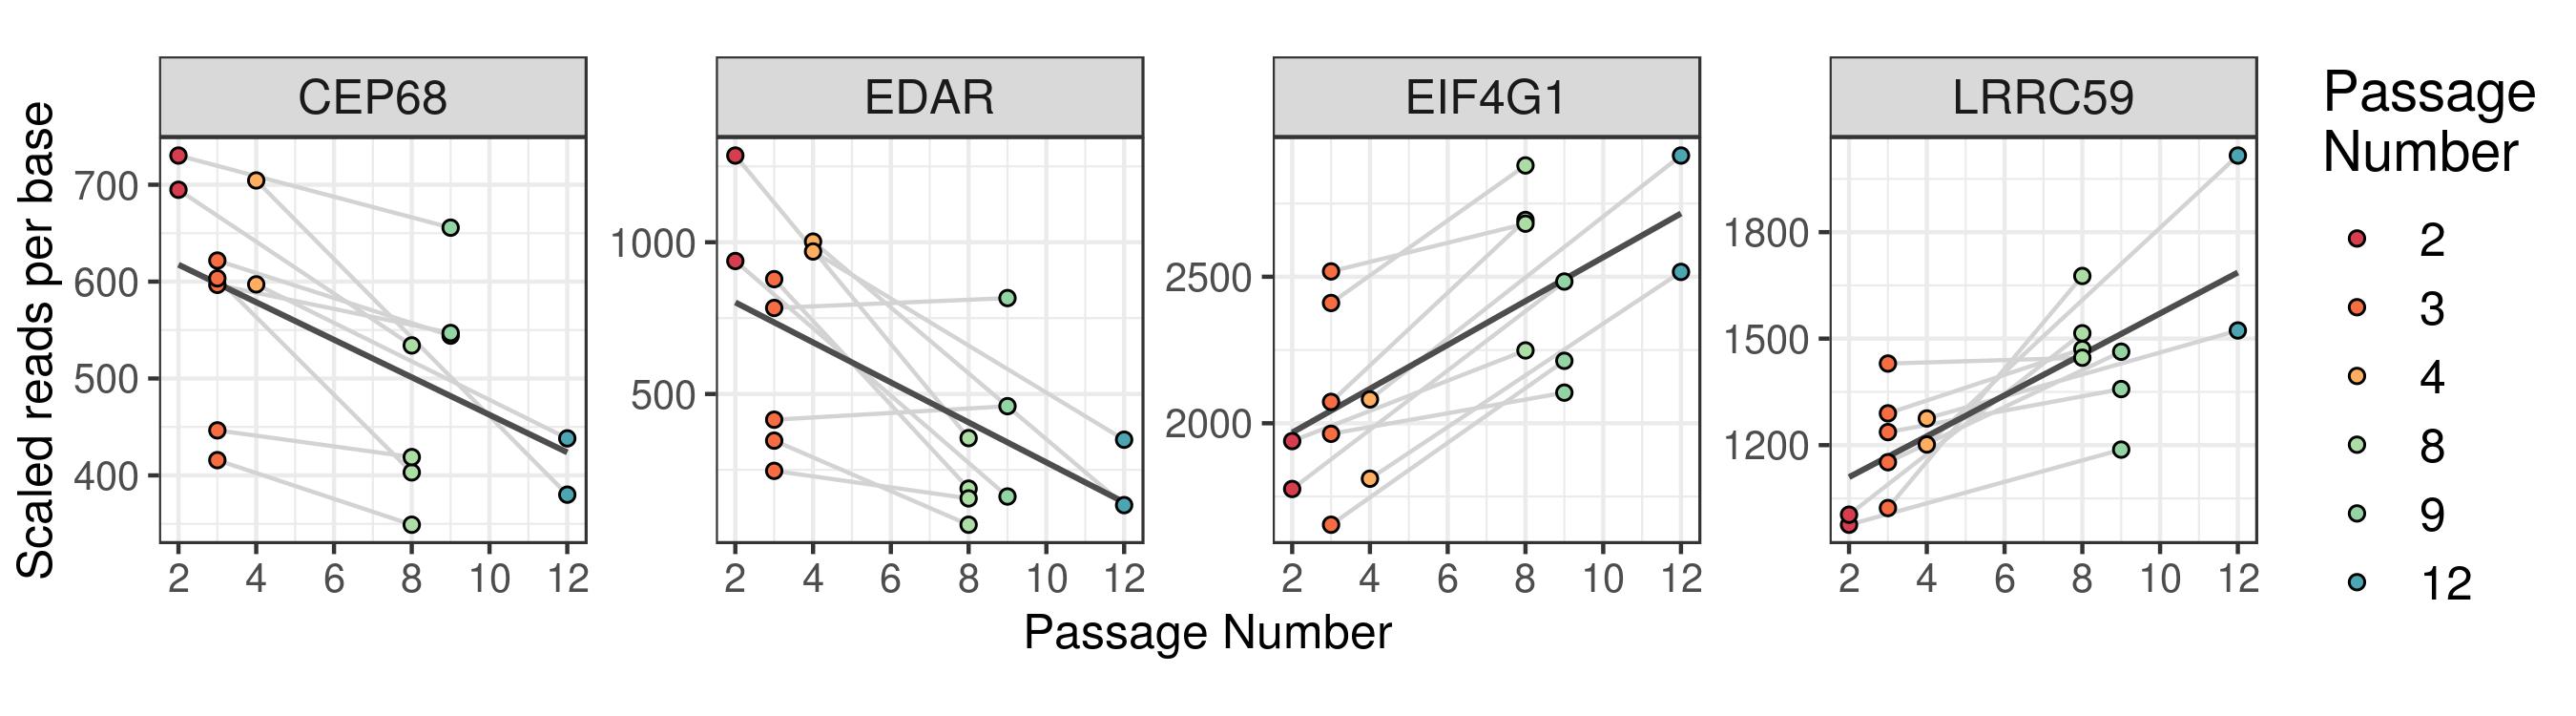 CEP68 EDAR EIF4G1 LRRC59
Scaled reads per base
700
600
500
400
1000
500
2500
2000
1800
1500
1200
2 4 6 8 10 12 2 4 6 8 10 12 2 4 6 8 10 12 2 4 6 8 10 12
Passage Number
Passage
Number
2
3
4
8
9
12